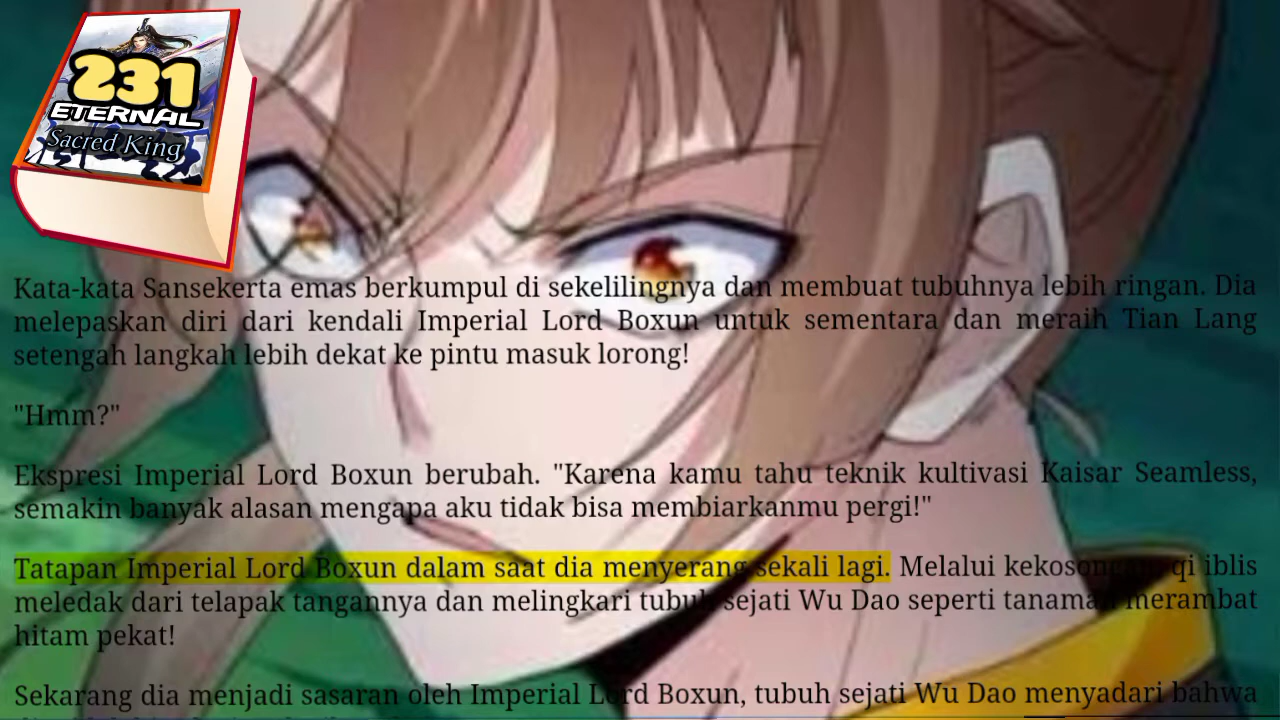 231
ETERNAL
Sacred King
Kata-kata Sansekerta emas berkumpul di sekelilingnya dan membuat tubuhnya lebih ringan. Dia
melepaskan diri dari kendali Imperial Lord Boxun untuk sementara dan meraih Tian Lang
setengah langkah lebih dekat ke pintu masuk lorong!
"Hmm?"
Ekspresi Imperial Lord Boxun berubah. "Karena kamu tahu teknik kultivasi Kaisar Seamless,
semakin banyak alasan mengapa aku tidak bisa membiarkanmu pergi!"
Tatapan Imperial Lord Boxun dalam saat dia menyerang sekali lagi. Melalui kekosongan, qi iblis
meledak dari telapak tangannya dan melingkari tubuh sejati Wu Dao seperti tanaman merambat
hitam pekat!
Sekarang dia menjadi sasaran oleh Imperial Lord Boxun, tubuh sejati Wu Dao menyadari bahwa